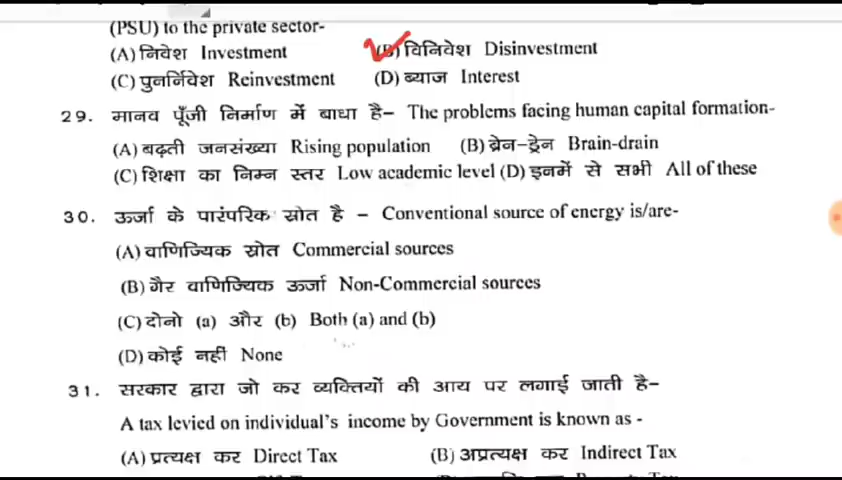 (PSU) to the private sector-
(A) निवेश Investment (B) विनिवेश Disinvestment
(C) पुनर्निवेश Reinvestment (D) ब्याज Interest
29. मानव पूँजी निर्माण में बाधा है– The problems facing human capital formation-
(A) बढ़ती जनसंख्या Rising population (B) ब्रेन–ड्रेन Brain-drain
(C) शिक्षा का निम्न स्तर Low academic level (D) इनमें से सभी All of these
30. ऊर्जा के पारंपरिक स्रोत है – Conventional source of energy is/are-
(A) वाणिज्यिक स्रोत Commercial sources
(B) गैर वाणिज्यिक ऊर्जा Non-Commercial sources
(C) दोनो (a) और (b) Both (a) and (b)
(D) कोई नहीं None
31. सरकार द्वारा जो कर व्यक्तियों की आय पर लगाई जाती है–
A tax levied on individual's income by Government is known as -
(A) प्रत्यक्ष कर Direct Tax (B) अप्रत्यक्ष कर Indirect Tax